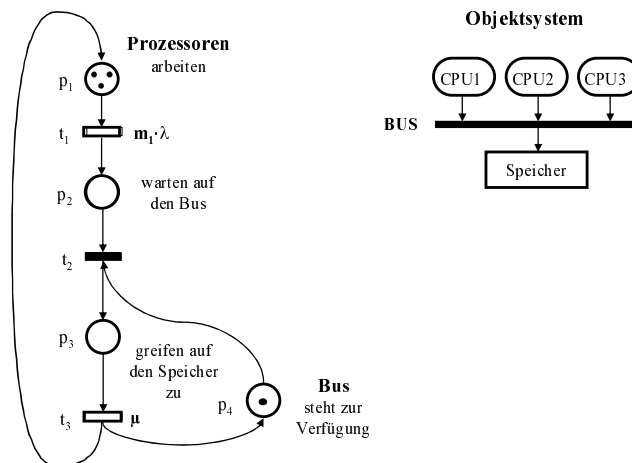 Prozessoren
arbeiten
p1
t1
m1·λ
p2
warten auf
den Bus
t2
p3
greifen auf
den Speicher
zu
t3
μ
p4
Bus
steht zur
Verfügung
Objektsystem
CPU1
CPU2
CPU3
BUS
Speicher